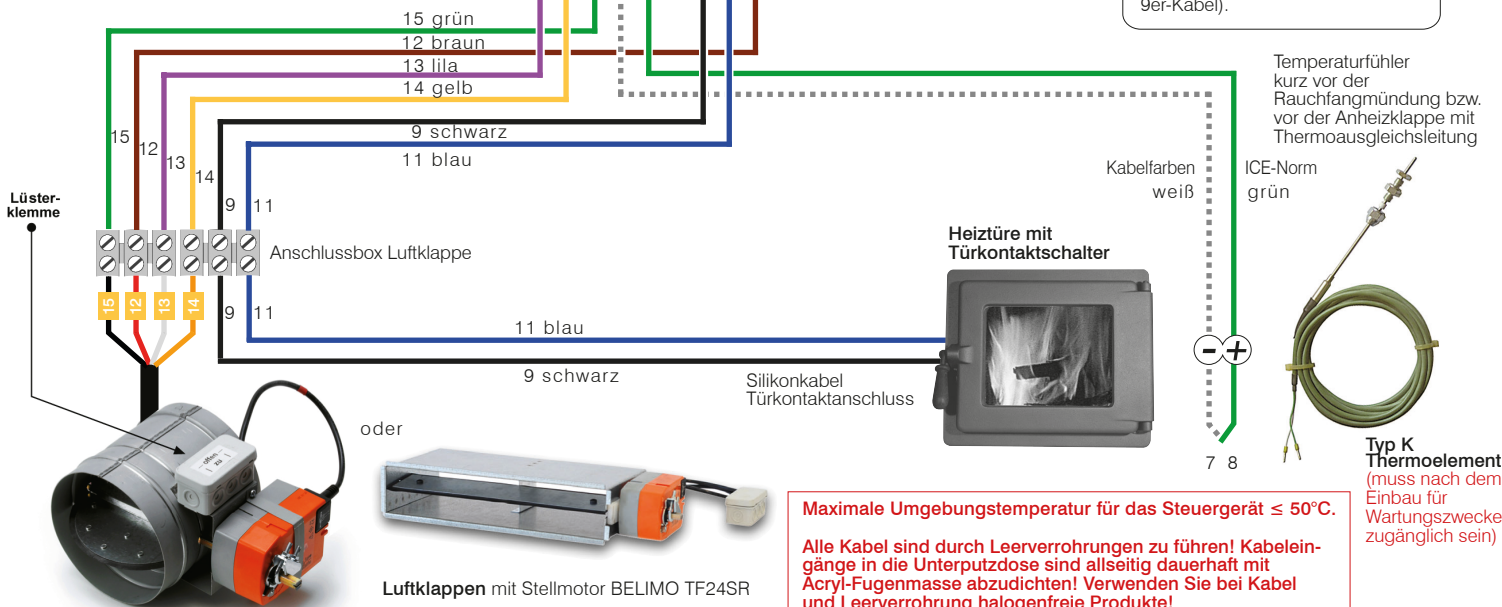 9er-Kabel).
15 grün
12 braun
13 lila
14 gelb
9 schwarz
11 blau
15
12
13
14
9
11
Temperaturfühler
kurz vor der
Rauchfangmündung bzw.
vor der Anheizklappe mit
Thermoausgleichsleitung
Kabelfarben
weiß
ICE-Norm
grün
Lüster-
klemme
Anschlussbox Luftklappe
15
12
13
14
9
11
Heiztüre mit
Türkontaktschalter
11 blau
9 schwarz
Silikonkabel
Türkontaktanschluss
- +
7 8
offen
zu
oder
Typ K
Thermoelement
(muss nach dem
Einbau für
Wartungszwecke
zugänglich sein)
Luftklappen mit Stellmotor BELIMO TF24SR
Maximale Umgebungstemperatur für das Steuergerät ≤ 50°C.
Alle Kabel sind durch Leerverrohrungen zu führen! Kabelein-
gänge in die Unterputzdose sind allseitig dauerhaft mit
Acryl-Fugenmasse abzudichten! Verwenden Sie bei Kabel
und Leerverrohrung halogenfreie Produkte!